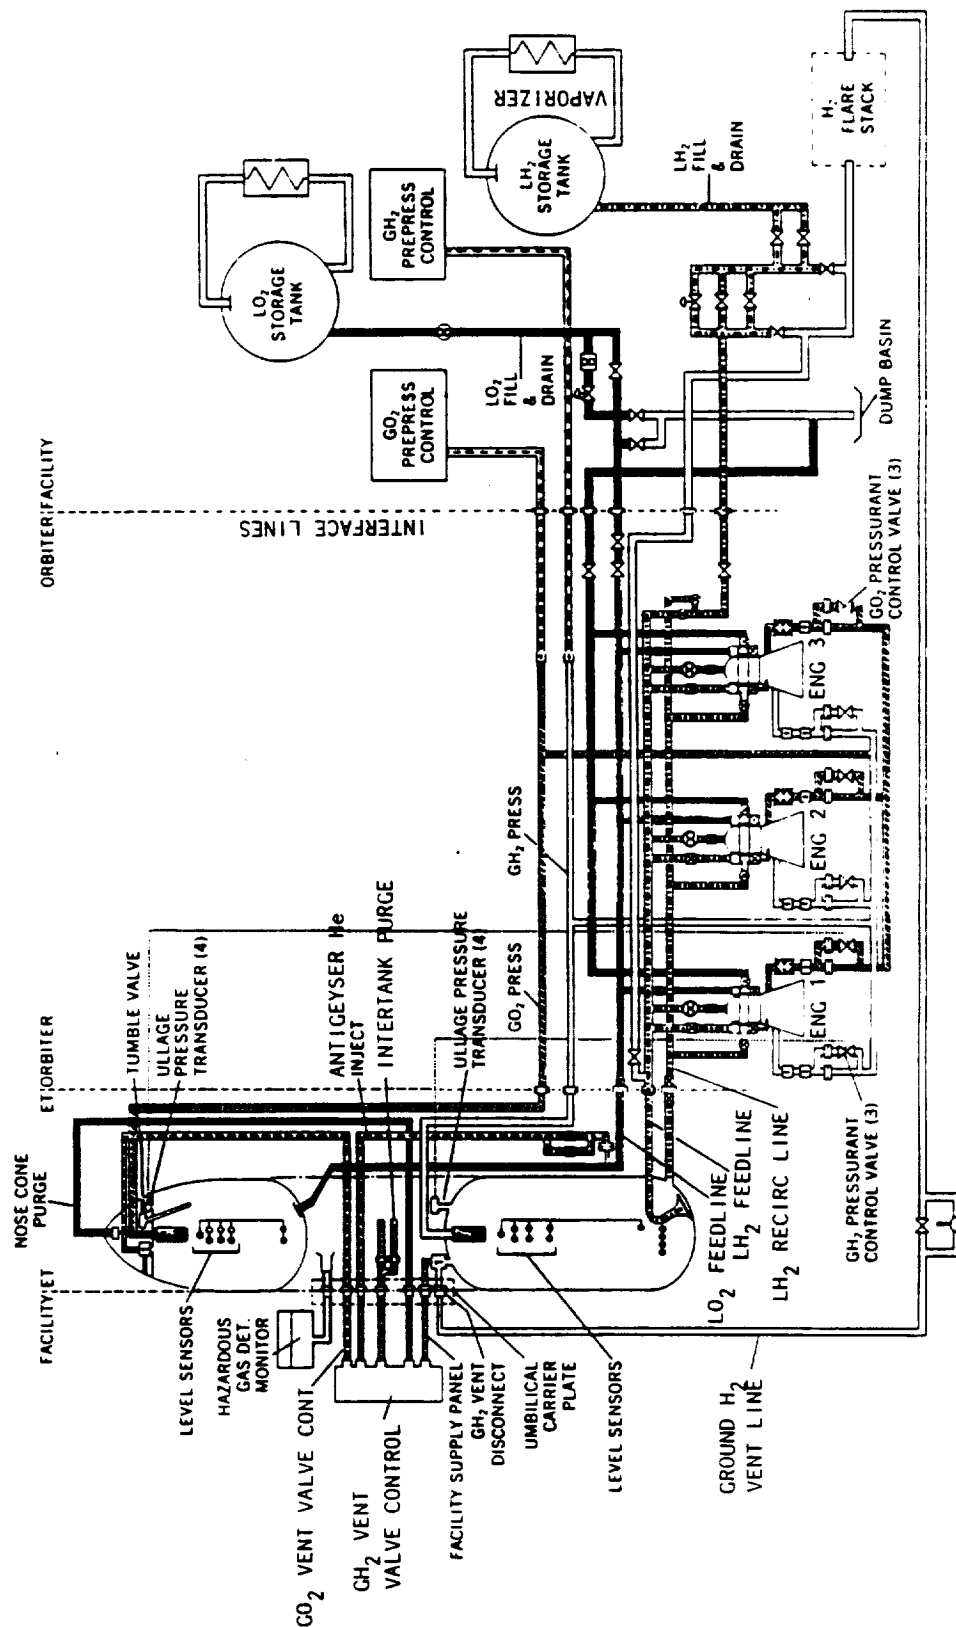 NOSE CONE
PURGE
FACILITY
ET
ET
ORBITER
ORBITER
FACILITY
TUMBLE VALVE
ULLAGE
PRESSURE
TRANSDUCER (4)
LEVEL SENSORS
HAZARDOUS
GAS DET.
MONITOR
GO₂ VENT VALVE CONT
GH₂ VENT
VALVE CONTROL
FACILITY SUPPLY PANEL
GH₂ VENT
DISCONNECT
UMBILICAL
CARRIER
PLATE
LEVEL SENSORS
GROUND H₂
VENT LINE
ANTIGEYSER He
INJECT
INTERTANK PURGE
ULLAGE PRESSURE
TRANSDUCER (4)
GO₂ PRESS
GH₂ PRESS
LO₂ FEEDLINE
LH₂ FEEDLINE
LH₂ RECIRC LINE
GH₂ PRESSURANT
CONTROL VALVE (3)
ENG 1
ENG 2
ENG 3
GO₂ PRESSURANT
CONTROL VALVE (3)
INTERFACE LINES
GO₂
PREPRESS
CONTROL
LO₂
STORAGE
TANK
GH₂
PREPRESS
CONTROL
LO₂
FILL
&
DRAIN
LH₂
STORAGE
TANK
VAPORIZER
LH₂
FILL
&
DRAIN
DUMP BASIN
H₂
FLARE
STACK